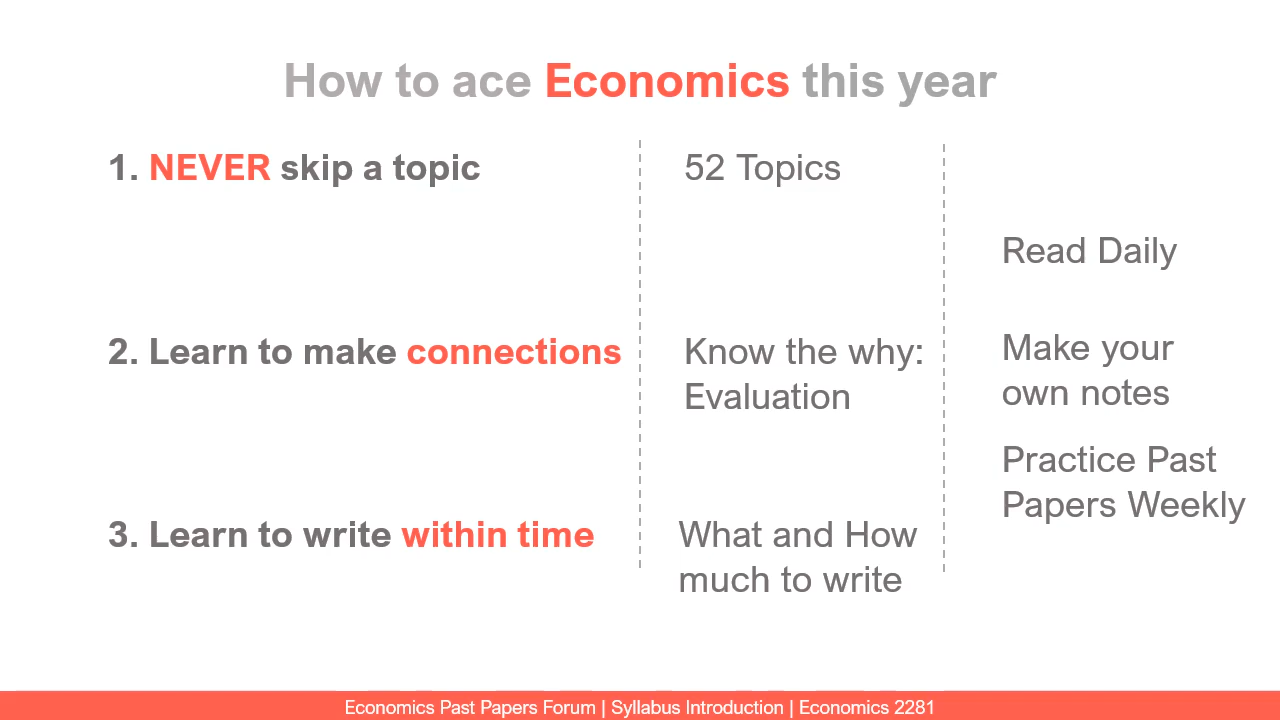 How to ace Economics this year
1. NEVER skip a topic
52 Topics
2. Learn to make connections
Know the why:
Evaluation
3. Learn to write within time
What and How
much to write
Read Daily
Make your
own notes
Practice Past
Papers Weekly
Economics Past Papers Forum | Syllabus Introduction | Economics 2281